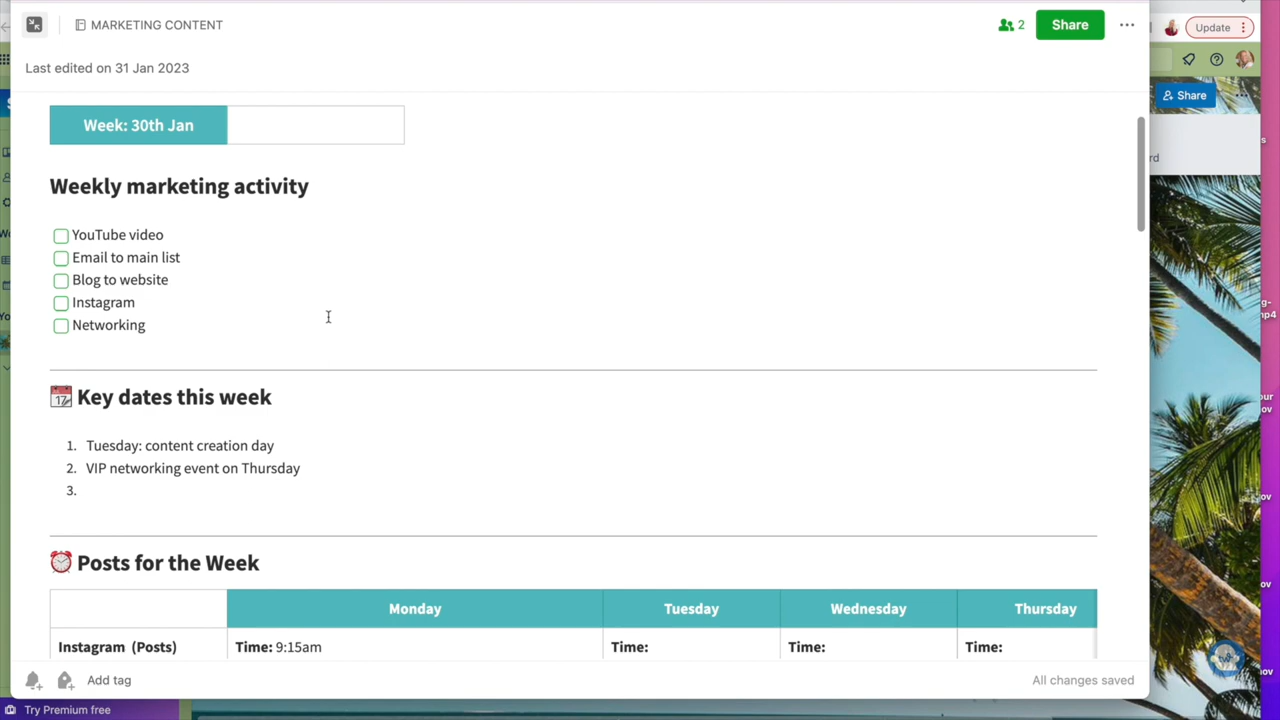 MARKETING CONTENT
2
Share
Update
Last edited on 31 Jan 2023
Share
Week: 30th Jan
Weekly marketing activity
YouTube video
Email to main list
Blog to website
Instagram
Networking
17 Key dates this week
1. Tuesday: content creation day
2. VIP networking event on Thursday
3.
Posts for the Week
Monday Tuesday Wednesday Thursday
Instagram (Posts) Time: 9:15am Time: Time: Time:
Add tag
All changes saved
Try Premium free